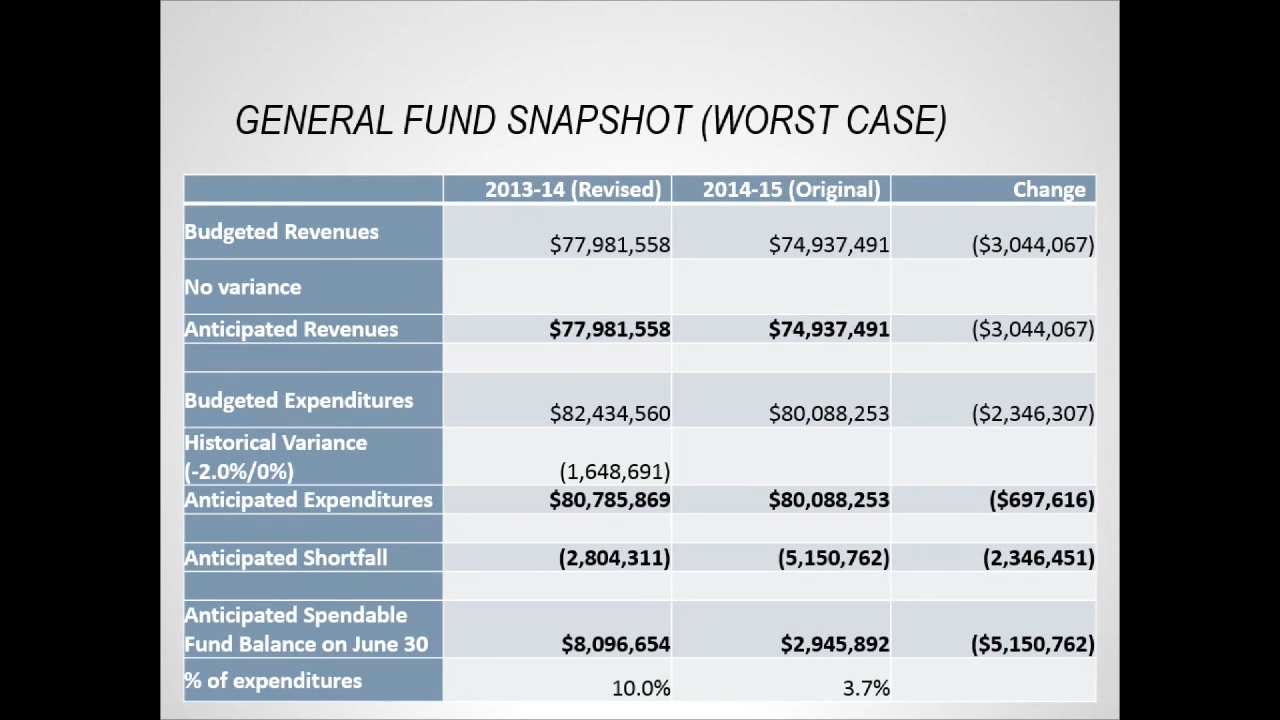 GENERAL FUND SNAPSHOT (WORST CASE)
2013-14 (Revised) 2014-15 (Original) Change
Budgeted Revenues $77,981,558 $74,937,491 ($3,044,067)
No variance
Anticipated Revenues $77,981,558 $74,937,491 ($3,044,067)
Budgeted Expenditures $82,434,560 $80,088,253 ($2,346,307)
Historical Variance
(-2.0%/0%) (1,648,691)
Anticipated Expenditures $80,785,869 $80,088,253 ($697,616)
Anticipated Shortfall (2,804,311) (5,150,762) (2,346,451)
Anticipated Spendable
Fund Balance on June 30 $8,096,654 $2,945,892 ($5,150,762)
% of expenditures 10.0% 3.7%